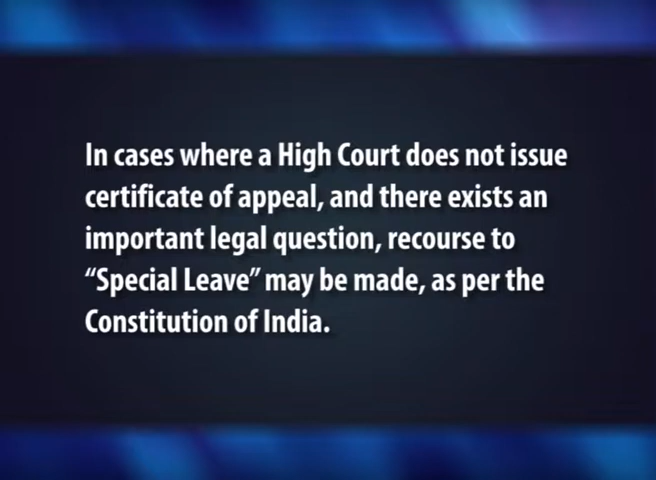 In cases where a High Court does not issue
certificate of appeal, and there exists an
important legal question, recourse to
“Special Leave” may be made, as per the
Constitution of India.